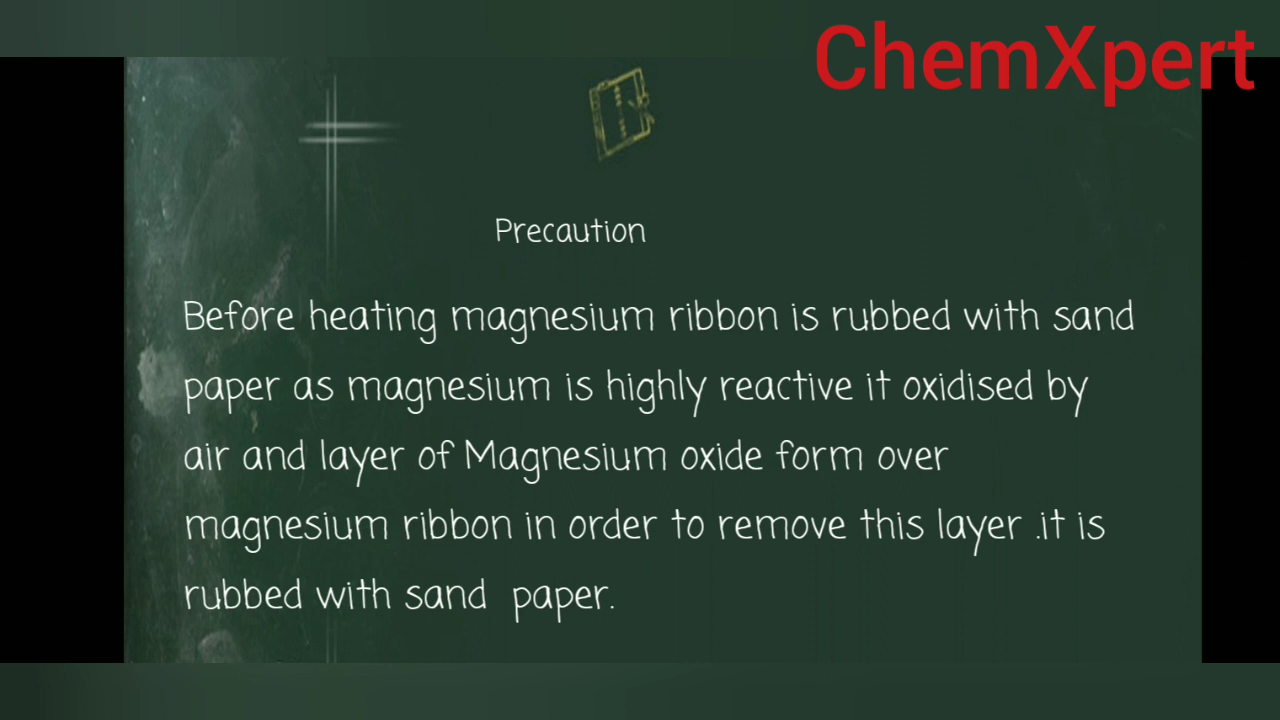 ChemXpert
Precaution
Before heating magnesium ribbon is rubbed with sand
paper as magnesium is highly reactive it oxidised by
air and layer of Magnesium oxide form over
magnesium ribbon in order to remove this layer .it is
rubbed with sand paper.